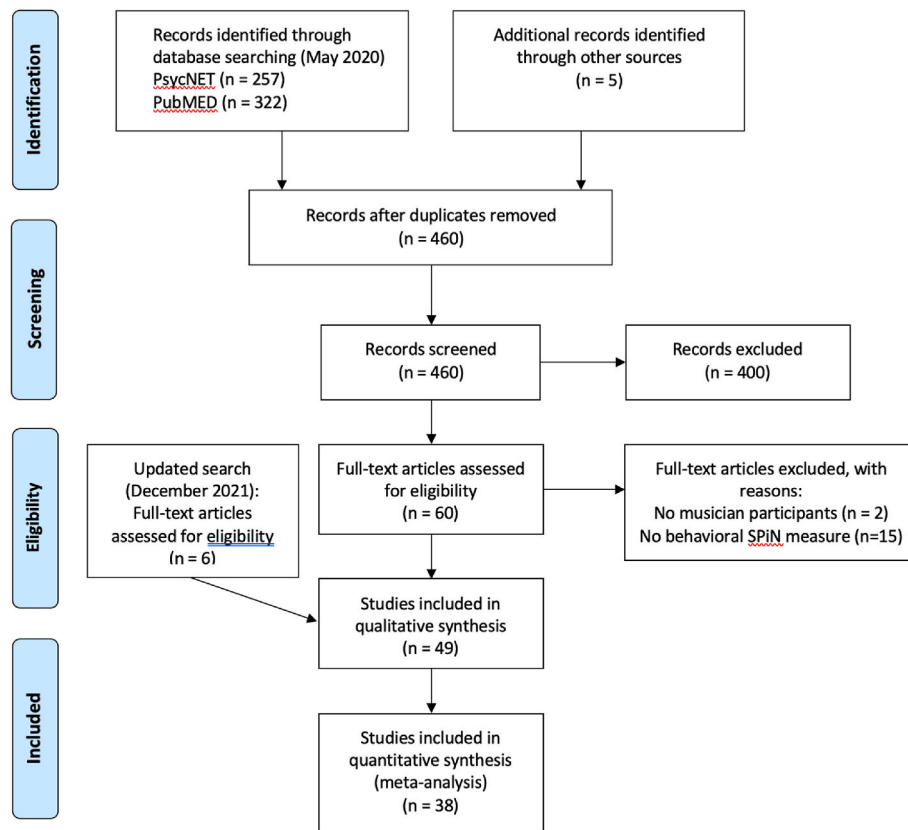 Identification
Records identified through
database searching (May 2020)
PsycNET (n = 257)
PubMED (n = 322)
Additional records identified
through other sources
(n = 5)
Records after duplicates removed
(n = 460)
Screening
Records screened
(n = 460)
Records excluded
(n = 400)
Eligibility
Updated search
(December 2021):
Full-text articles
assessed for eligibility
(n = 6)
Full-text articles assessed
for eligibility
(n = 60)
Full-text articles excluded, with
reasons:
No musician participants (n = 2)
No behavioral SPiN measure (n=15)
Studies included in
qualitative synthesis
(n = 49)
Included
Studies included in
quantitative synthesis
(meta-analysis)
(n = 38)